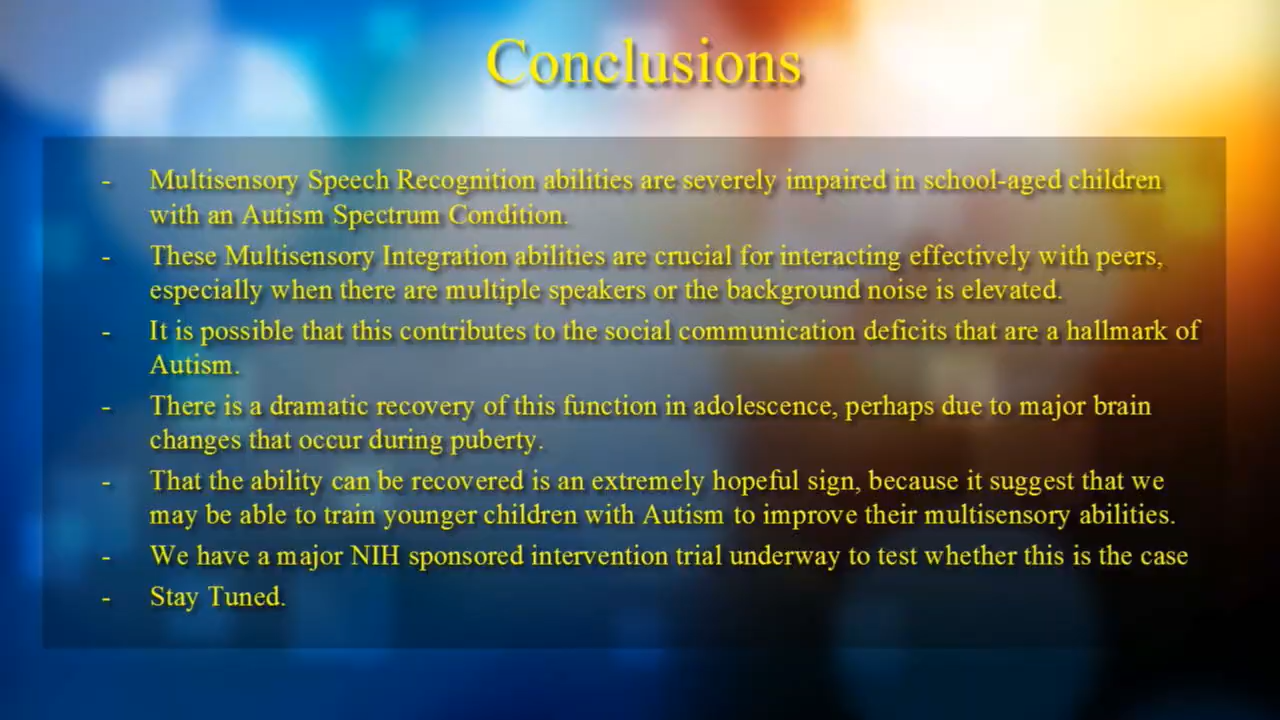 Conclusions
- Multisensory Speech Recognition abilities are severely impaired in school-aged children
with an Autism Spectrum Condition.
- These Multisensory Integration abilities are crucial for interacting effectively with peers,
especially when there are multiple speakers or the background noise is elevated.
- It is possible that this contributes to the social communication deficits that are a hallmark of
Autism.
- There is a dramatic recovery of this function in adolescence, perhaps due to major brain
changes that occur during puberty.
- That the ability can be recovered is an extremely hopeful sign, because it suggest that we
may be able to train younger children with Autism to improve their multisensory abilities.
- We have a major NIH sponsored intervention trial underway to test whether this is the case
- Stay Tuned.